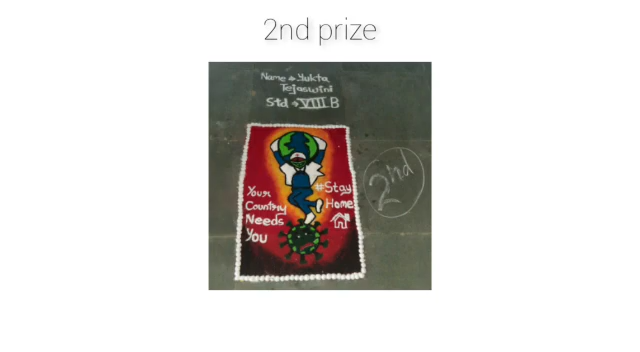 2nd prize
Name → Yukta
Tejaswini
Std → VIII B
2nd
Your
Country
Needs
You
#Stay
Home